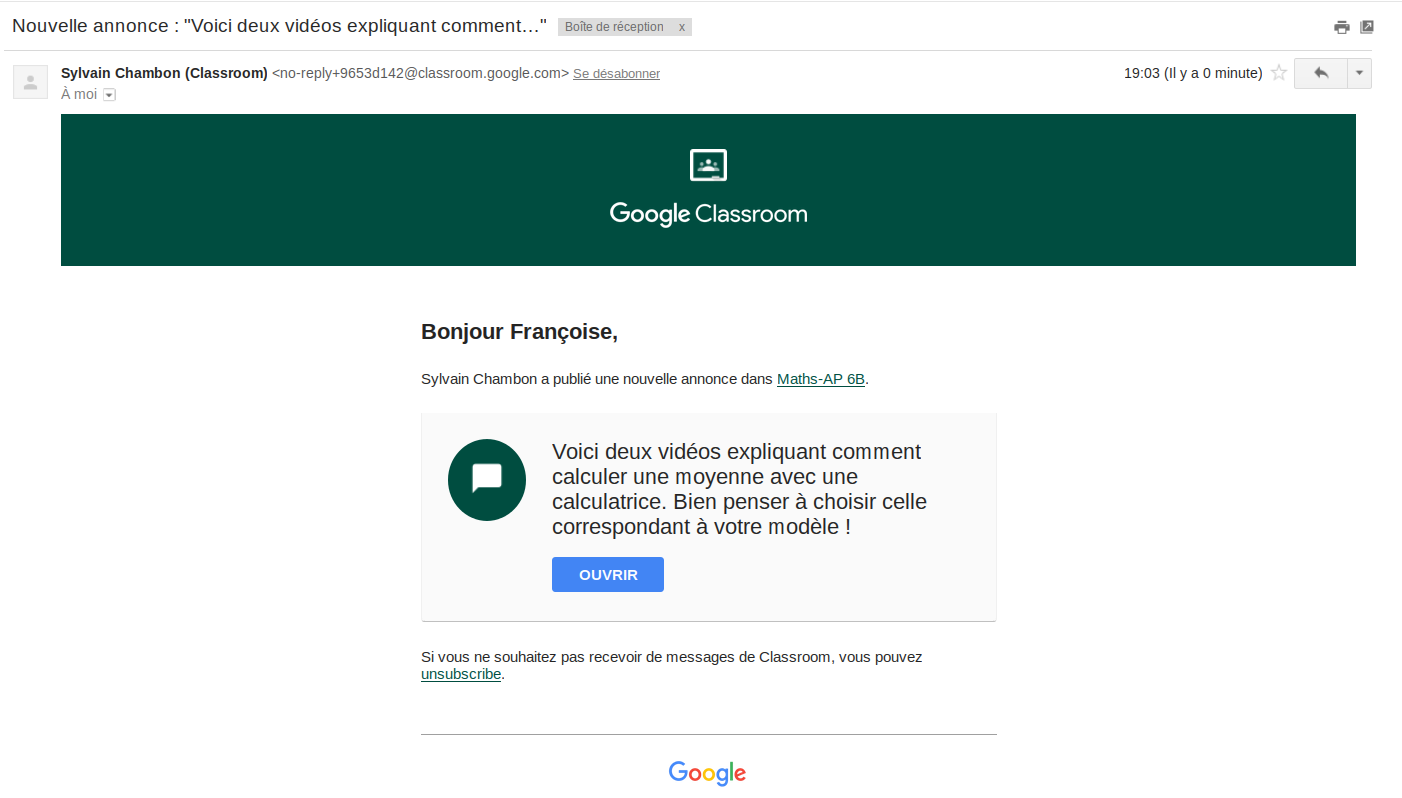 Nouvelle annonce : "Voici deux vidéos expliquant comment…" Boîte de réception x
Sylvain Chambon (Classroom) <no-reply+9653d142@classroom.google.com> Se désabonner 19:03 (Il y a 0 minute)
À moi
Google Classroom
Bonjour Françoise,
Sylvain Chambon a publié une nouvelle annonce dans Maths-AP 6B.
Voici deux vidéos expliquant comment
calculer une moyenne avec une
calculatrice. Bien penser à choisir celle
correspondant à votre modèle !
OUVRIR
Si vous ne souhaitez pas recevoir de messages de Classroom, vous pouvez
unsubscribe.
Google